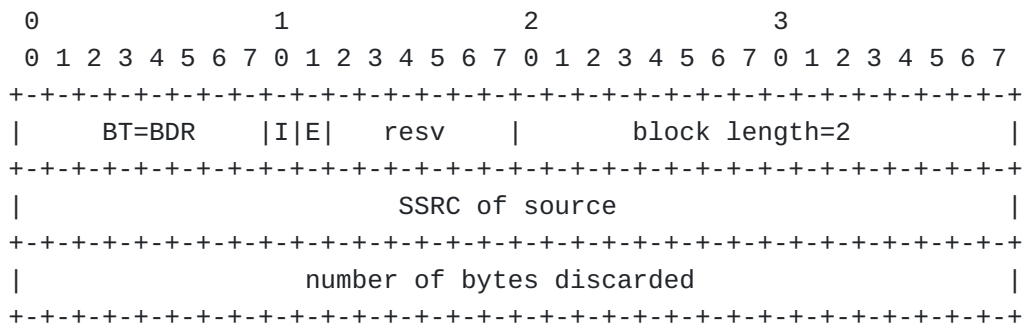 0               1               2               3
 0 1 2 3 4 5 6 7 0 1 2 3 4 5 6 7 0 1 2 3 4 5 6 7 0 1 2 3 4 5 6 7
+-+-+-+-+-+-+-+-+-+-+-+-+-+-+-+-+-+-+-+-+-+-+-+-+-+-+-+-+-+-+-+-+
|     BT=BDR    |I|E|   resv    |       block length=2          |
+-+-+-+-+-+-+-+-+-+-+-+-+-+-+-+-+-+-+-+-+-+-+-+-+-+-+-+-+-+-+-+-+
|                        SSRC of source                         |
+-+-+-+-+-+-+-+-+-+-+-+-+-+-+-+-+-+-+-+-+-+-+-+-+-+-+-+-+-+-+-+-+
|                  number of bytes discarded                    |
+-+-+-+-+-+-+-+-+-+-+-+-+-+-+-+-+-+-+-+-+-+-+-+-+-+-+-+-+-+-+-+-+